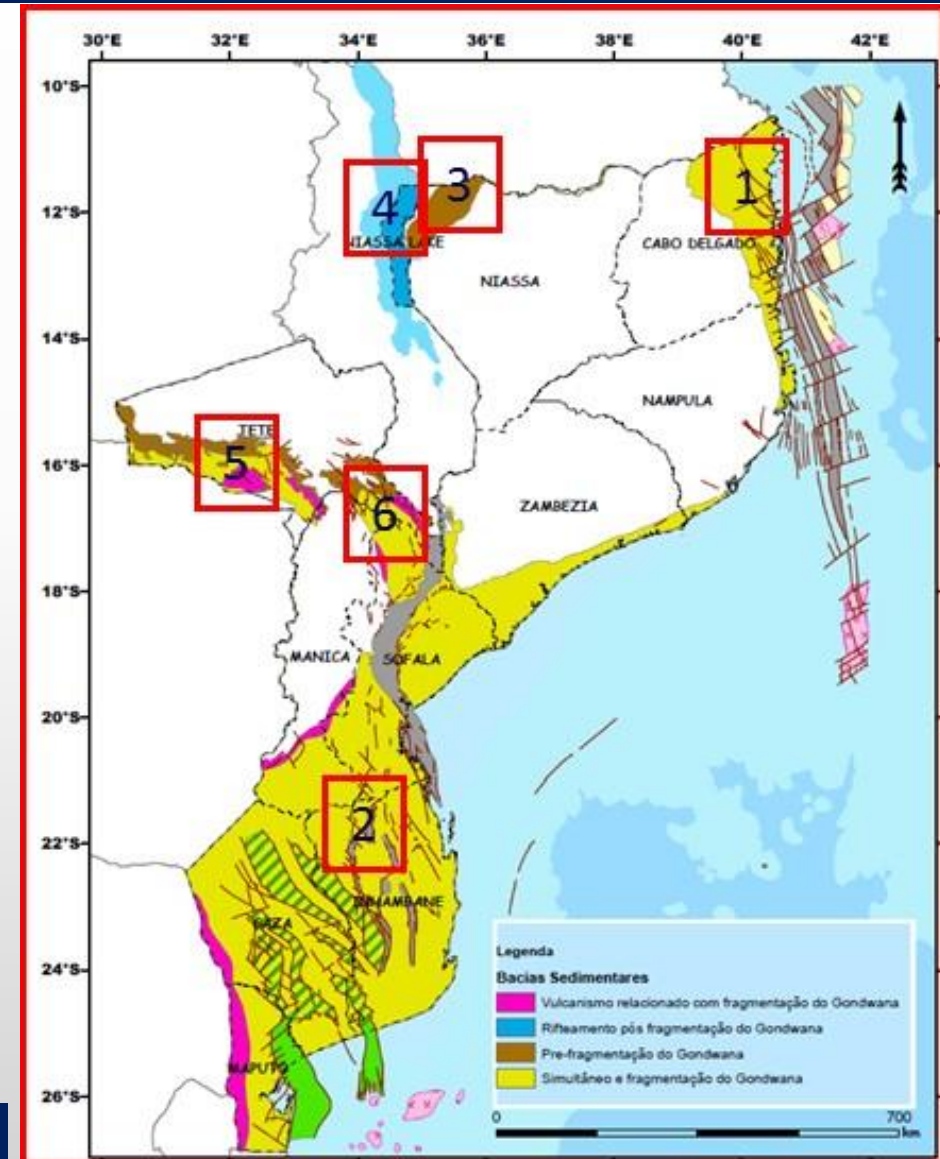 30°E 32°E 34°E 36°E 38°E 40°E 42°E
10°S
12°S
14°S
16°S
18°S
20°S
22°S
24°S
26°S
1
3
4
NIASSA LAKE
CABO DELGADO
NIASSA
NAMPULA
TETE
5
6
ZAMBEZIA
MANICA
SOFALA
2
INHAMBANE
GAZA
MAPUTO
Legenda
Bacias Sedimentares
Vulcanismo relacionado com fragmentação do Gondwana
Rifteamento pós fragmentação do Gondwana
Pre-fragmentação do Gondwana
Simultâneo e fragmentação do Gondwana
0 700
km